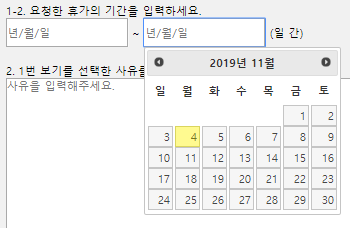 1-2. 요청한 휴가의 기간을 입력하세요.
년/월/일 ~ 년/월/일 (일 간)
2019년 11월
2. 1번 보기를 선택한 사유를
사유을 입력해주세요.
일 월 화 수 목 금 토
1 2
3 4 5 6 7 8 9
10 11 12 13 14 15 16
17 18 19 20 21 22 23
24 25 26 27 28 29 30